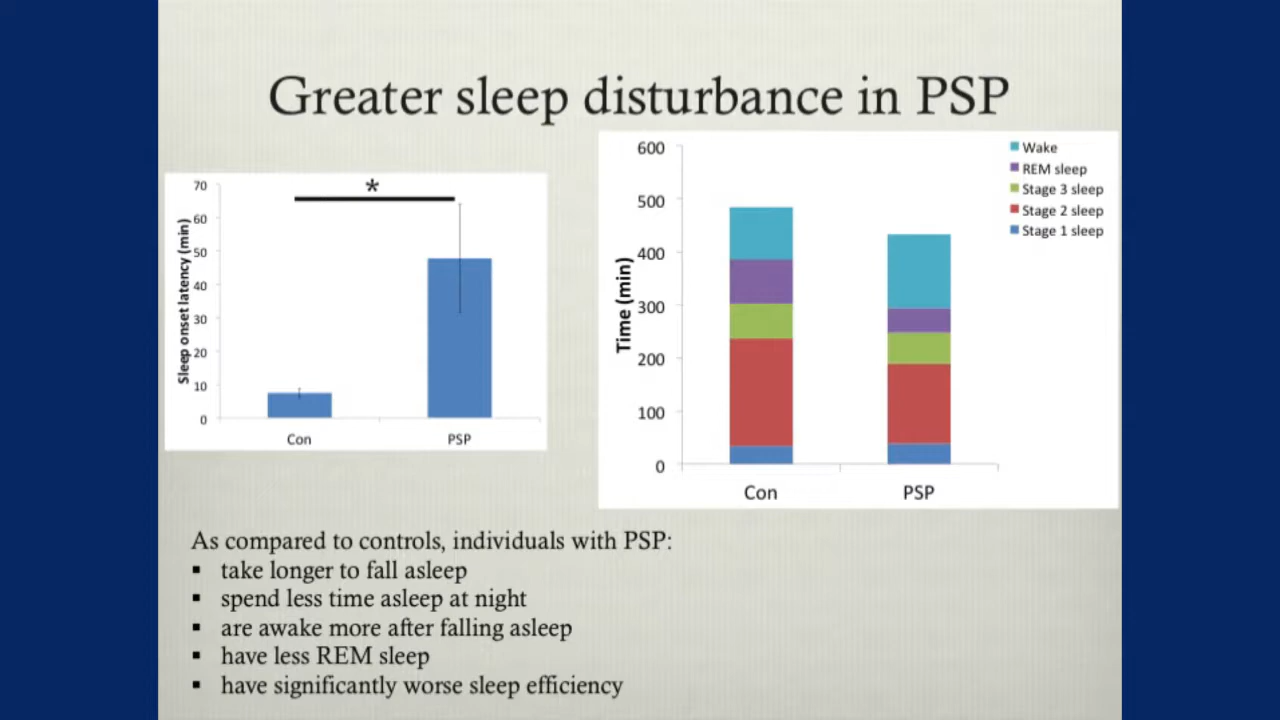 Greater sleep disturbance in PSP
Sleep onset latency (min)
70
60
50
40
30
20
10
0
*
Con
PSP
Time (min)
600
500
400
300
200
100
0
Con
PSP
Wake
REM sleep
Stage 3 sleep
Stage 2 sleep
Stage 1 sleep
As compared to controls, individuals with PSP:
▪ take longer to fall asleep
▪ spend less time asleep at night
▪ are awake more after falling asleep
▪ have less REM sleep
▪ have significantly worse sleep efficiency